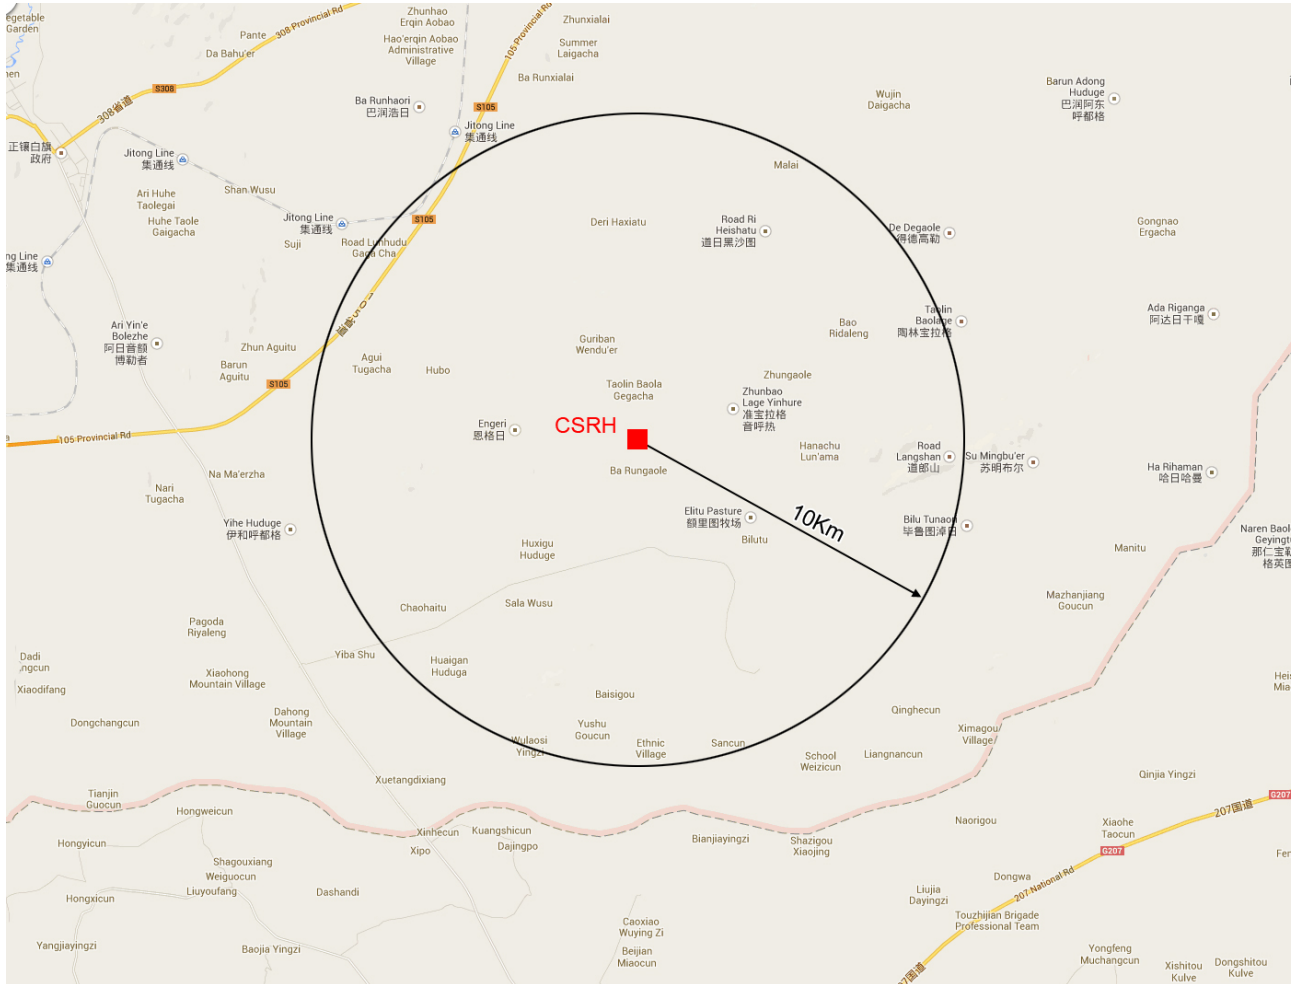 egetable
Garden
Pante
Da Bahu'er
308 Provincial Rd
Zhunhao
Erqin Aobao
Hao'erqin Aobao
Administrative
Village
105 Provincial Rd
Zhunxialai
Summer
Laigacha
Ba Runxialai
S308
308省道
Ba Runhaori
巴润浩日
S105
Jitong Line
集通线
Wujin
Daigacha
Barun Adong
Huduge
巴润阿东
呼都格
正镶白旗
政府
Jitong Line
集通线
Malai
Ari Huhe
Taolegai
Shan Wusu
Huhe Taole
Gaigacha
Jitong Line
集通线
S105
Suji
Road Lunhudu
Gaga Cha
Deri Haxiatu
Road Ri
Heishatu
道日黑沙图
De Degaole
得德高勒
Gongnao
Ergacha
ng Line
集通线
105省道
Ari Yin'e
Bolezhe
阿日音额
博勒者
Zhun Aguitu
Barun
Aguitu
Agui
Tugacha
Hubo
Guriban
Wendu'er
Bao
Ridaleng
Taolin
Baolage
陶林宝拉格
Ada Riganga
阿达日干嘎
S105
Taolin Baola
Gegacha
Zhungaole
Zhunbao
Lage Yinhure
准宝拉格
音呼热
105 Provincial Rd
Engeri
恩格日
CSRH
Ba Rungaole
Hanachu
Lun'ama
Road
Langshan
道郎山
Su Mingbu'er
苏明布尔
Ha Rihaman
哈日哈曼
Na Ma'erzha
Nari
Tugacha
Yihe Huduge
伊和呼都格
Elitu Pasture
额里图牧场
10Km
Bilutu
Bilu Tunaori
毕鲁图淖日
Naren Baol
Geyingtu
那仁宝勒
格英图
Manitu
Huxigu
Huduge
Chaohaitu
Sala Wusu
Mazhanjiang
Goucun
Pagoda
Riyaleng
Yiba Shu
Huaigan
Huduga
Dadi
ngcun
Xiaodifang
Xiaohong
Mountain Village
Baisigou
Dongchangcun
Dahong
Mountain
Village
Yushu
Goucun
Wulaosi
Yingzi
Ethnic
Village
Sancun
Qinghecun
Ximagou
Village
School
Weizicun
Liangnancun
Hei
Mia
Xuetangdixiang
Tianjin
Guocun
Hongweicun
Qinjia Yingzi
207国道
G207
Hongyicun
Xinhecun
Kuangshicun
Dajingpo
Xipo
Bianjiayingzi
Shazigou
Xiaojing
Naorigou
Xiaohe
Taocun
G207
Fen
Shagouxiang
Weiguocun
Liuyoufang
Dashandi
Hongxicun
Dongwa
207 National Rd
Liujia
Dayingzi
Touzhijian Brigade
Professional Team
Yangjiayingzi
Baojia Yingzi
Caoxiao
Wuying Zi
Beijian
Miaocun
07国道
Yongfeng
Muchangcun
Xishitou
Kulve
Dongshitou
Kulve